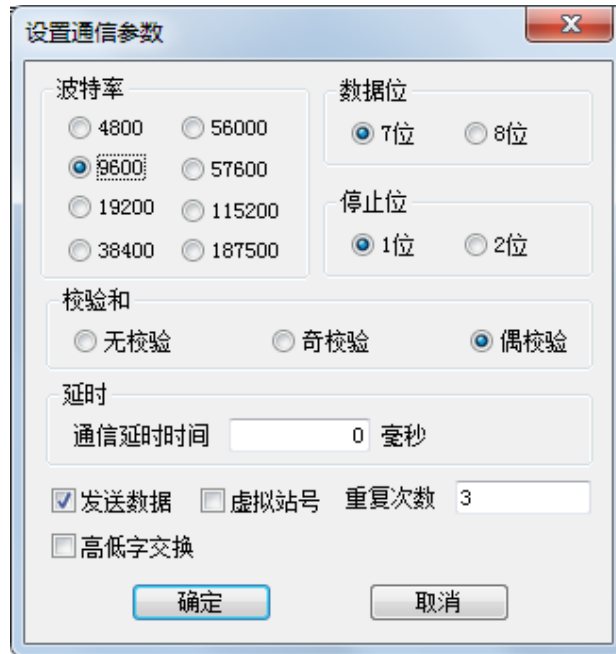 设置通信参数
波特率
4800 56000
9600 57600
19200 115200
38400 187500
数据位
7位 8位
停止位
1位 2位
校验和
无校验 奇校验 偶校验
延时
通信延时时间 0 毫秒
发送数据 虚拟站号 重复次数 3
高低字交换
确定 取消